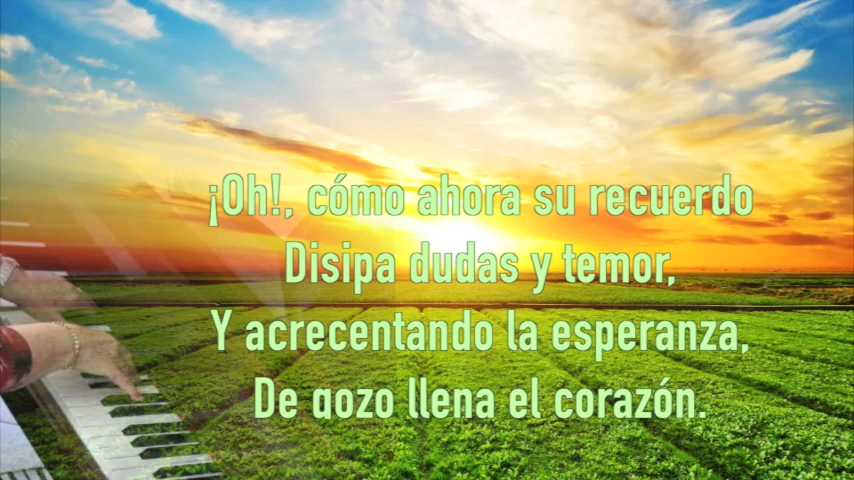 ¡Oh!, cómo ahora su recuerdo
Disipa dudas y temor,
Y acrecentando la esperanza,
De gozo llena el corazón.